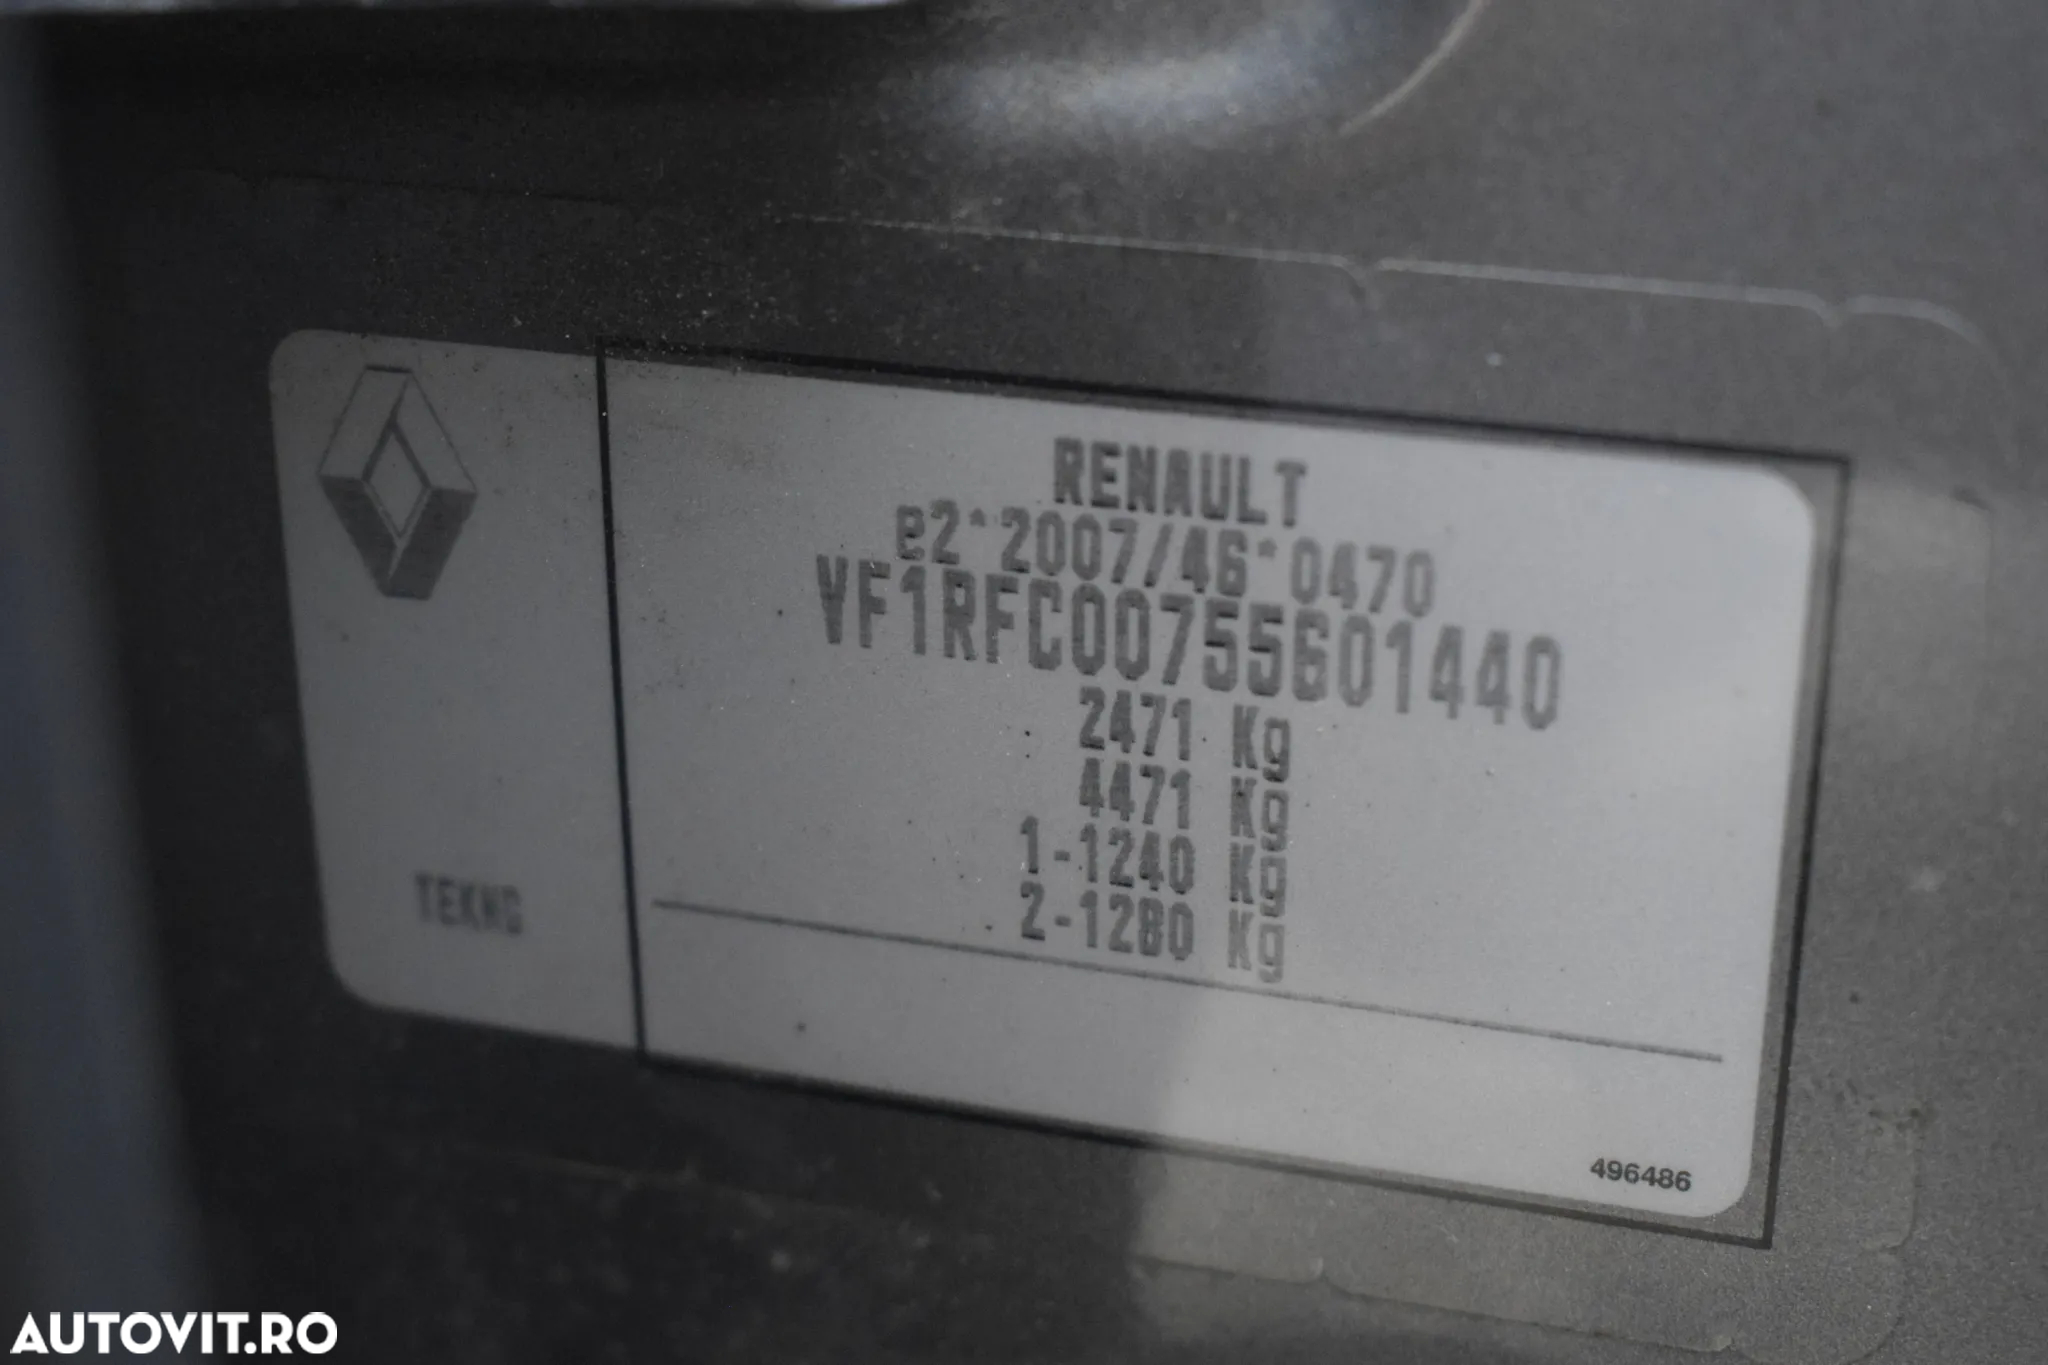 RENAULT
e2*2007/46*0470
VF1RFC00755601440
2471 Kg
4471 Kg
1-1240 Kg
2-1280 Kg
TEKNG
496486
AUTOVIT.RO